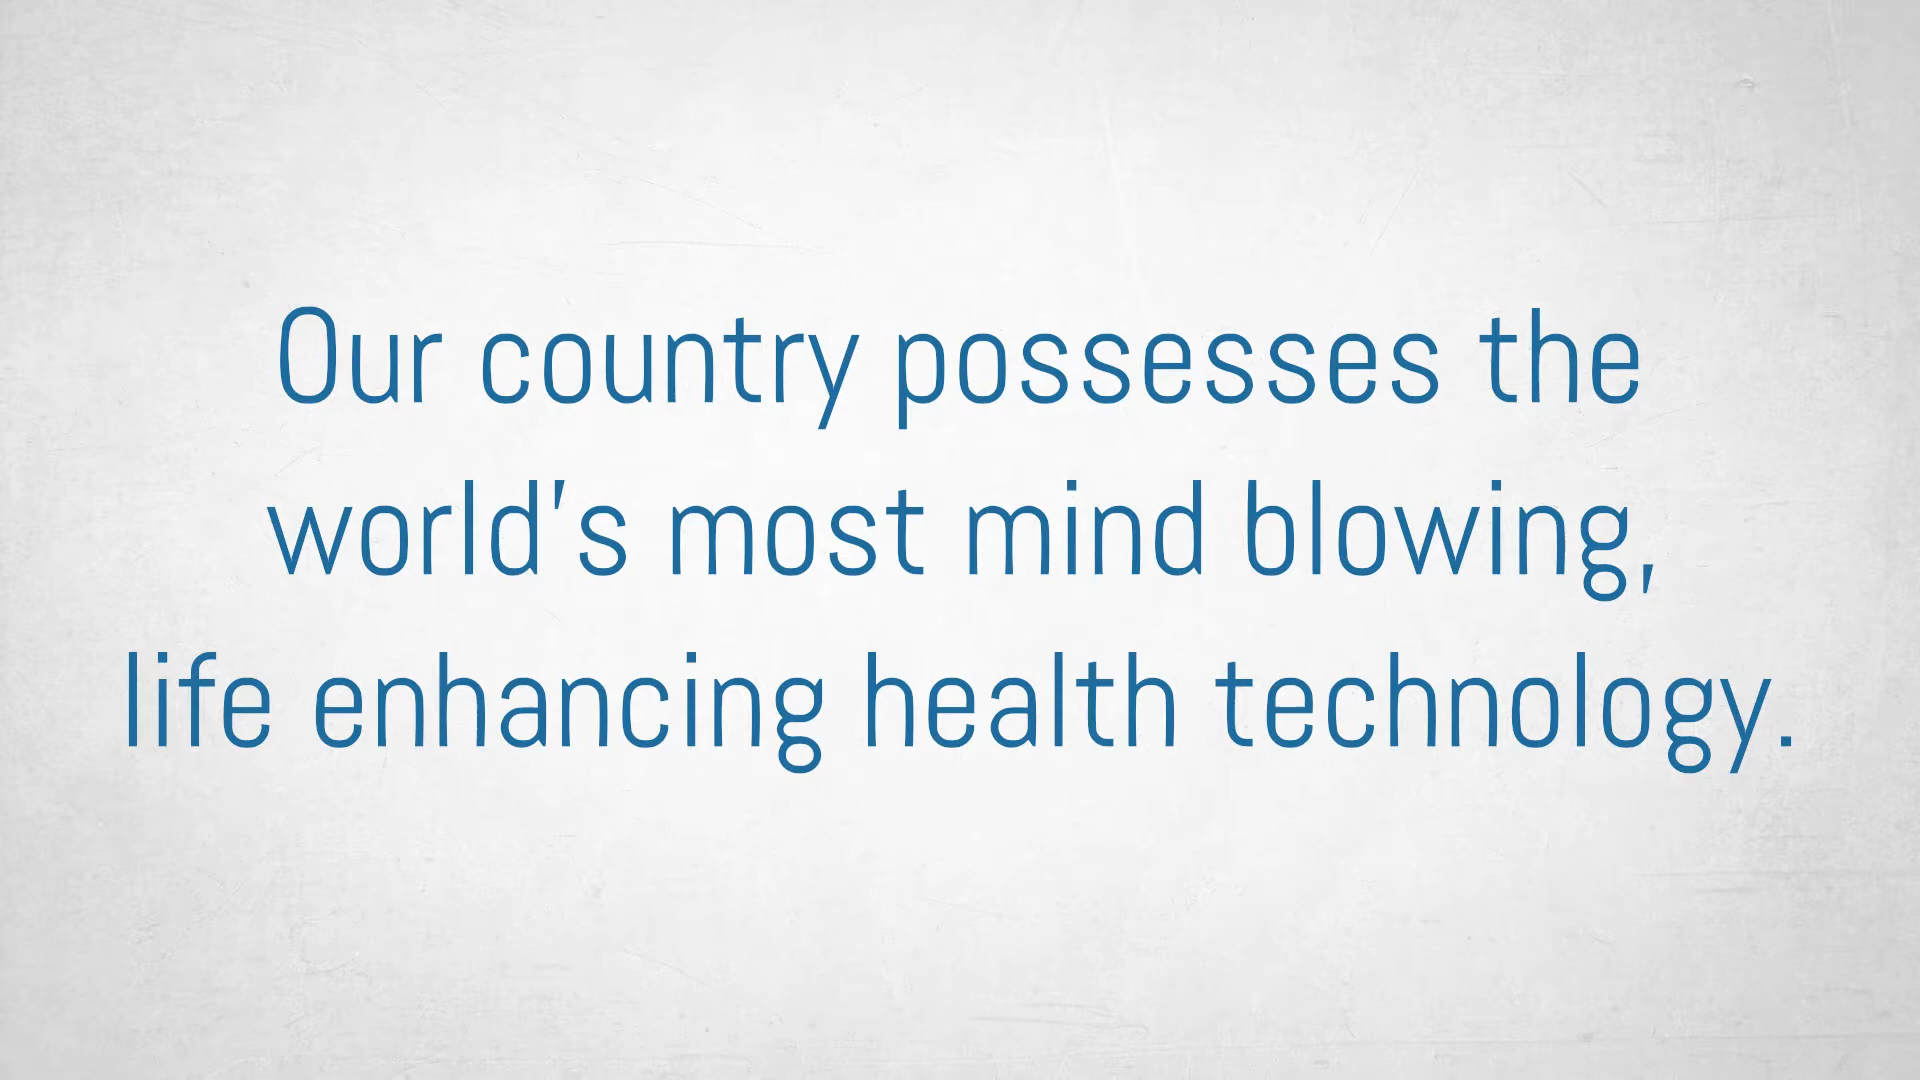 Our country possesses the
world's most mind blowing,
life enhancing health technology.